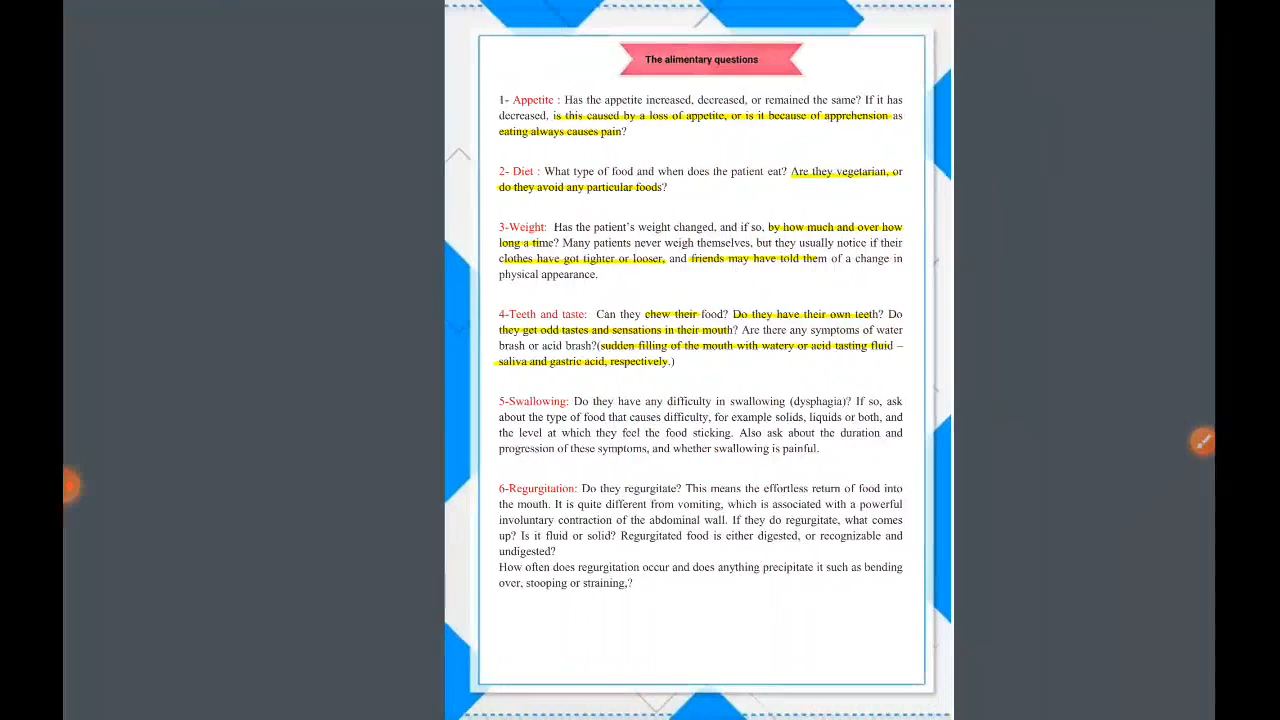 The alimentary questions
1- Appetite : Has the appetite increased, decreased, or remained the same? If it has
decreased, is this caused by a loss of appetite, or is it because of apprehension as
eating always causes pain?
2- Diet : What type of food and when does the patient eat? Are they vegetarian, or
do they avoid any particular foods?
3-Weight: Has the patient's weight changed, and if so, by how much and over how
long a time? Many patients never weigh themselves, but they usually notice if their
clothes have got tighter or looser, and friends may have told them of a change in
physical appearance.
4-Teeth and taste: Can they chew their food? Do they have their own teeth? Do
they get odd tastes and sensations in their mouth? Are there any symptoms of water
brash or acid brash?(sudden filling of the mouth with watery or acid tasting fluid –
saliva and gastric acid, respectively.)
5-Swallowing: Do they have any difficulty in swallowing (dysphagia)? If so, ask
about the type of food that causes difficulty, for example solids, liquids or both, and
the level at which they feel the food sticking. Also ask about the duration and
progression of these symptoms, and whether swallowing is painful.
6-Regurgitation: Do they regurgitate? This means the effortless return of food into
the mouth. It is quite different from vomiting, which is associated with a powerful
involuntary contraction of the abdominal wall. If they do regurgitate, what comes
up? Is it fluid or solid? Regurgitated food is either digested, or recognizable and
undigested?
How often does regurgitation occur and does anything precipitate it such as bending
over, stooping or straining,?